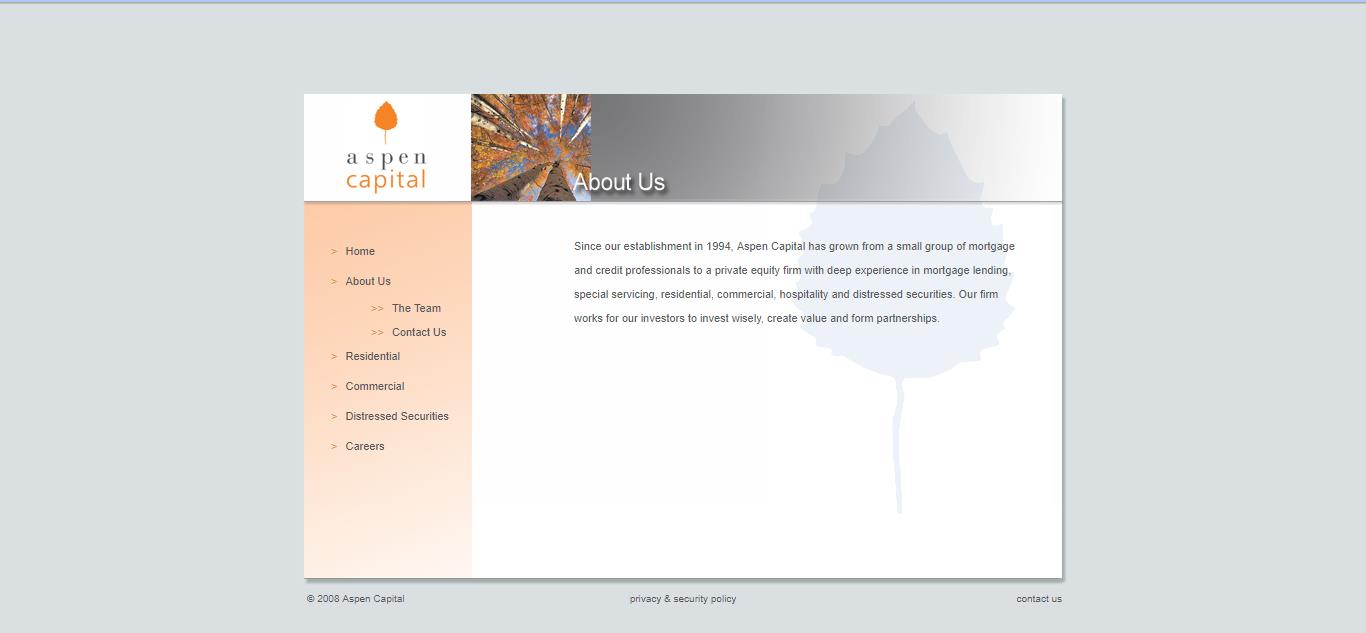 aspen
capital
About Us
> Home
> About Us
>> The Team
>> Contact Us
> Residential
> Commercial
> Distressed Securities
> Careers
Since our establishment in 1994, Aspen Capital has grown from a small group of mortgage
and credit professionals to a private equity firm with deep experience in mortgage lending,
special servicing, residential, commercial, hospitality and distressed securities. Our firm
works for our investors to invest wisely, create value and form partnerships.
© 2008 Aspen Capital
privacy & security policy
contact us